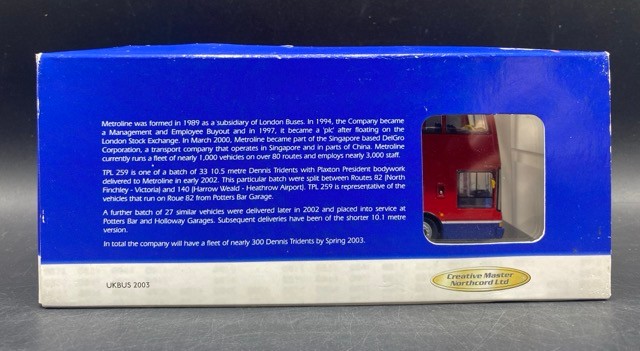 Metroline was formed in 1989 as a subsidiary of London Buses. In 1994, the Company became
a Management and Employee Buyout and in 1997, it became a 'plc' after floating on the
London Stock Exchange. In March 2000, Metroline became part of the Singapore based DelGro
Corporation, a transport company that operates in Singapore and in parts of China. Metroline
currently runs a fleet of nearly 1,000 vehicles on over 80 routes and employs nearly 3,000 staff.
TPL 259 is one of a batch of 33 10.5 metre Dennis Tridents with Plaxton President bodywork
delivered to Metroline in early 2002. This particular batch were split between Routes 82 (North
Finchley - Victoria) and 140 (Harrow Weald - Heathrow Airport). TPL 259 is representative of the
vehicles that run on Roue 82 from Potters Bar Garage.
A further batch of 27 similar vehicles were delivered later in 2002 and placed into service at
Potters Bar and Holloway Garages. Subsequent deliveries have been of the shorter 10.1 metre
version.
In total the company will have a fleet of nearly 300 Dennis Tridents by Spring 2003.
UKBUS 2003
Creative Master
Northcord Ltd